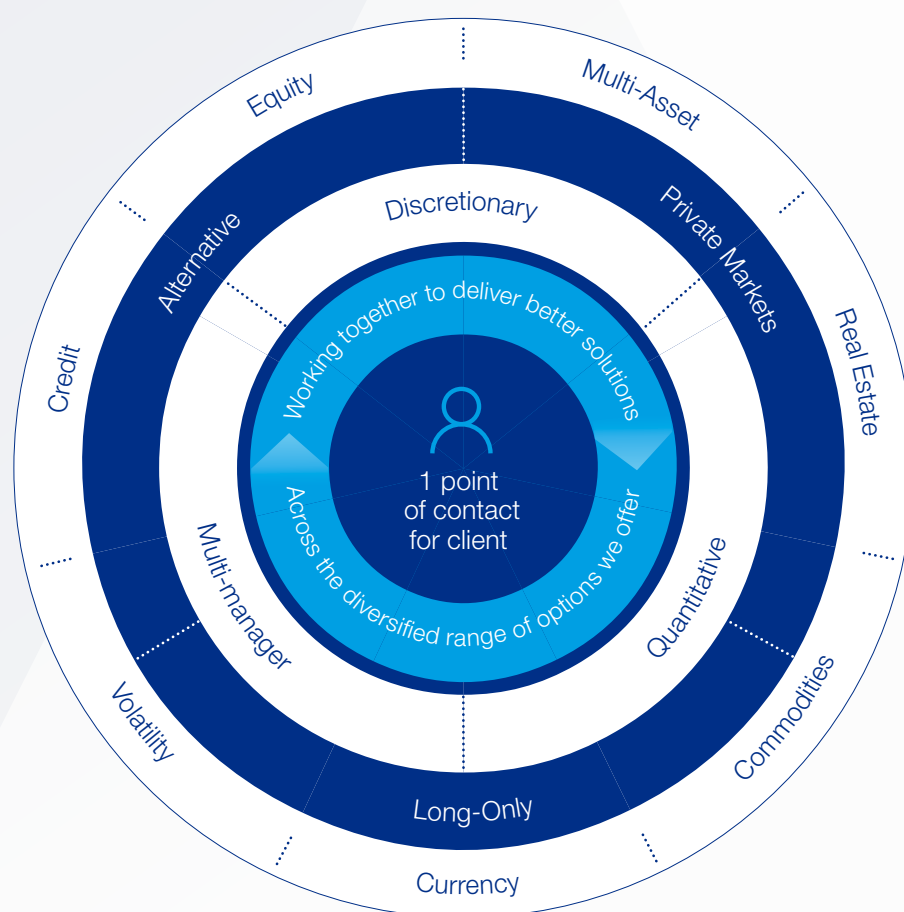 Equity
Multi-Asset
Real Estate
Commodities
Currency
Volatility
Credit
Alternative
Private Markets
Long-Only
Discretionary
Quantitative
Multi-manager
Working together to deliver better solutions
Across the diversified range of options we offer
1 point
of contact
for client